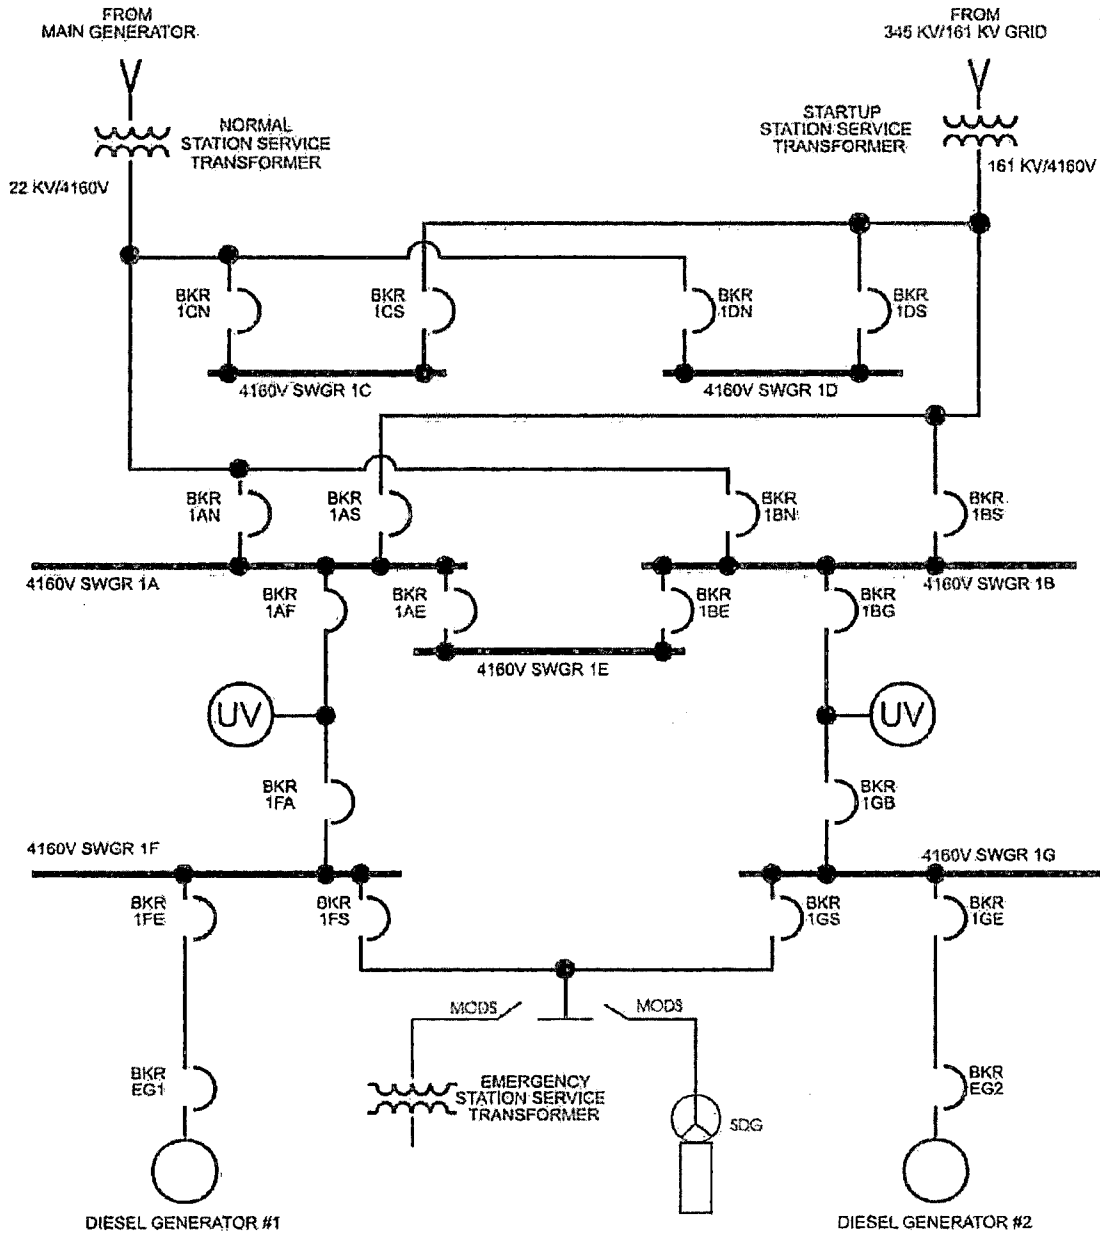 FROM
MAIN GENERATOR
FROM
345 KV/161 KV GRID
NORMAL
STATION SERVICE
TRANSFORMER
STARTUP
STATION SERVICE
TRANSFORMER
22 KV/4160V
161 KV/4160V
BKR
1CN
BKR
1CS
BKR
1DN
BKR
1DS
4160V SWGR 1C
4160V SWGR 1D
BKR
1AN
BKR
1AS
BKR
1BN
BKR
1BS
4160V SWGR 1A
4160V SWGR 1B
BKR
1AF
BKR
1AE
BKR
1BE
BKR
1BG
4160V SWGR 1E
UV
UV
BKR
1FA
BKR
1GB
4160V SWGR 1F
4160V SWGR 1G
BKR
1FE
BKR
1FS
BKR
1GS
BKR
1GE
MODS
MODS
BKR
EG1
EMERGENCY
STATION SERVICE
TRANSFORMER
SDG
BKR
EG2
DIESEL GENERATOR #1
DIESEL GENERATOR #2